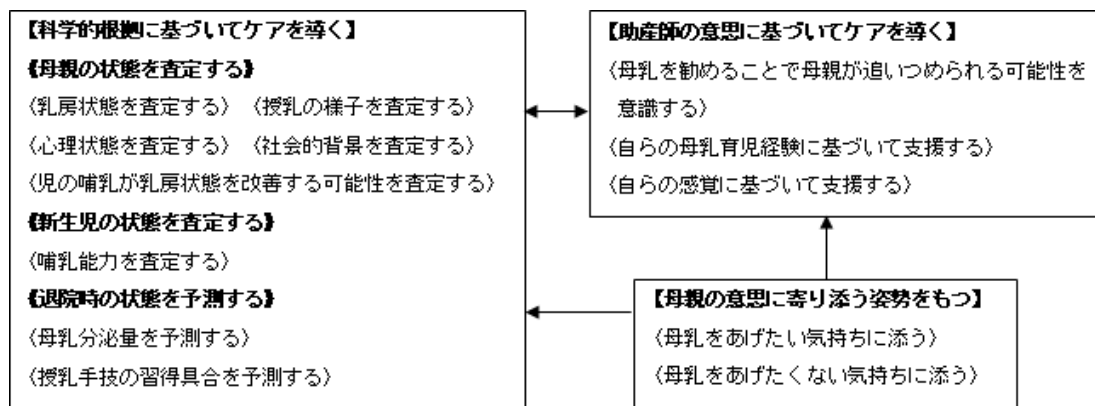 【科学的根拠に基づいてケアを導く】
《母親の状態を査定する》
〈乳房状態を査定する〉 〈授乳の様子を査定する〉
〈心理状態を査定する〉 〈社会的背景を査定する〉
〈児の哺乳が乳房状態を改善する可能性を査定する〉
《新生児の状態を査定する》
〈哺乳能力を査定する〉
《退院時の状態を予測する》
〈母乳分泌量を予測する〉
〈授乳手技の習得具合を予測する〉
【助産師の意思に基づいてケアを導く】
〈母乳を勧めることで母親が追いつめられる可能性を
意識する〉
〈自らの母乳育児経験に基づいて支援する〉
〈自らの感覚に基づいて支援する〉
【母親の意思に寄り添う姿勢をもつ】
〈母乳をあげたい気持ちに添う〉
〈母乳をあげたくない気持ちに添う〉